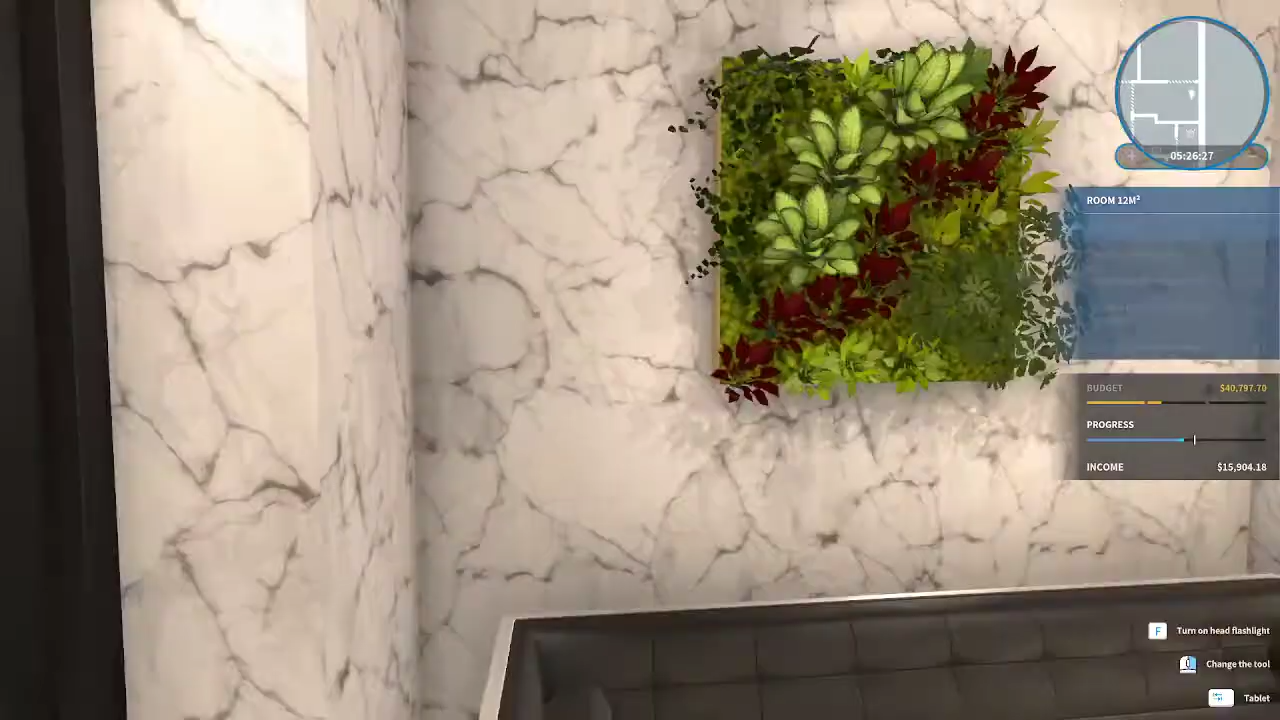 05:26:27
ROOM 12M²
BUDGET $40,797.70
PROGRESS
INCOME $15,904.18
F Turn on head flashlight
Change the tool
Tablet